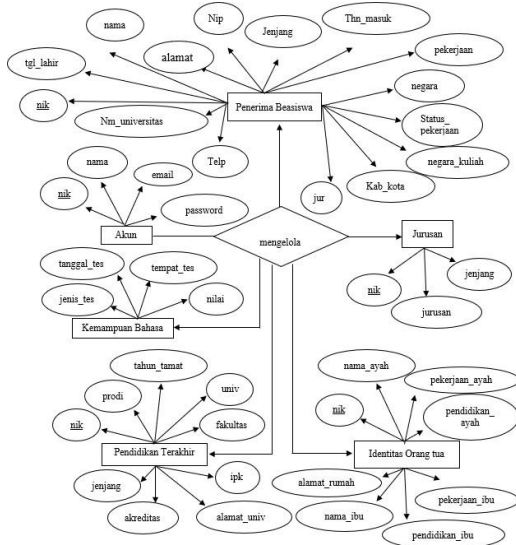 nama
Nip
Jenjang
Thn_masuk
alamat
pekerjaan
tgl_lahir
negara
nik
Nm_universitas
Penerima Beasiswa
Status_
pekerjaan
Telp
negara_kuliah
Kab_kota
jur
nama
email
nik
password
Akun
mengelola
Jurusan
tanggal_tes
tempat_tes
jenis_tes
nilai
Kemampuan Bahasa
nik
jenjang
jurusan
tahun_tamat
prodi
univ
nik
fakultas
Pendidikan Terakhir
jenjang
ipk
akreditas
alamat_univ
nama_ayah
pekerjaan_ayah
nik
pendidikan_
ayah
Identitas Orang tua
alamat_rumah
nama_ibu
pekerjaan_ibu
pendidikan_ibu